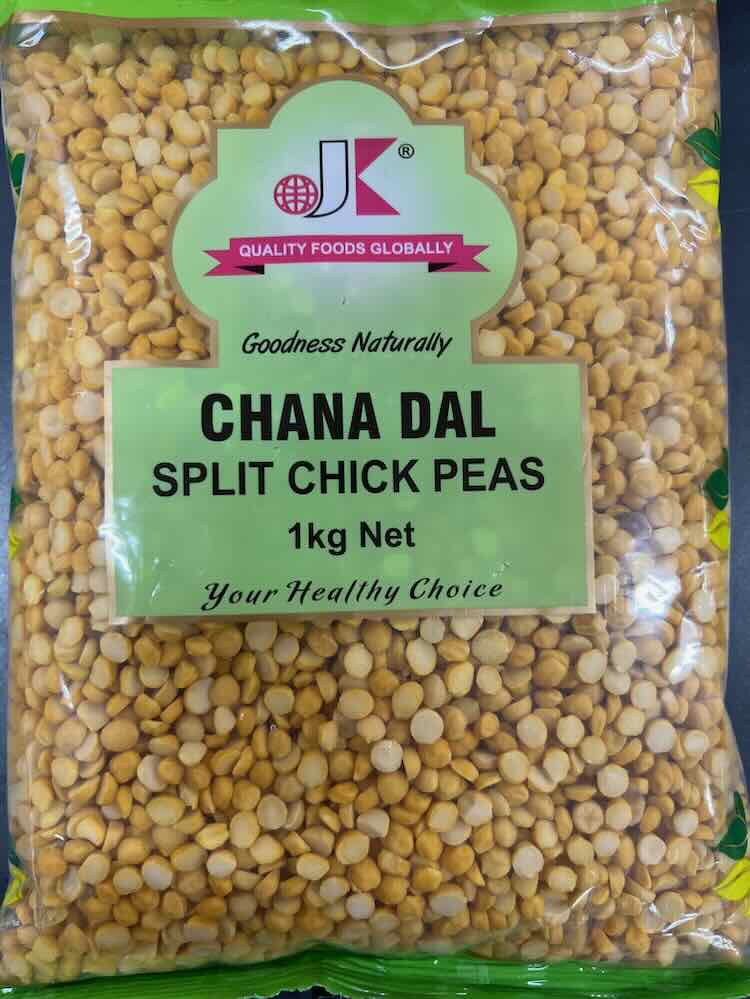 JK®
QUALITY FOODS GLOBALLY
Goodness Naturally
CHANA DAL
SPLIT CHICK PEAS
1kg Net
Your Healthy Choice